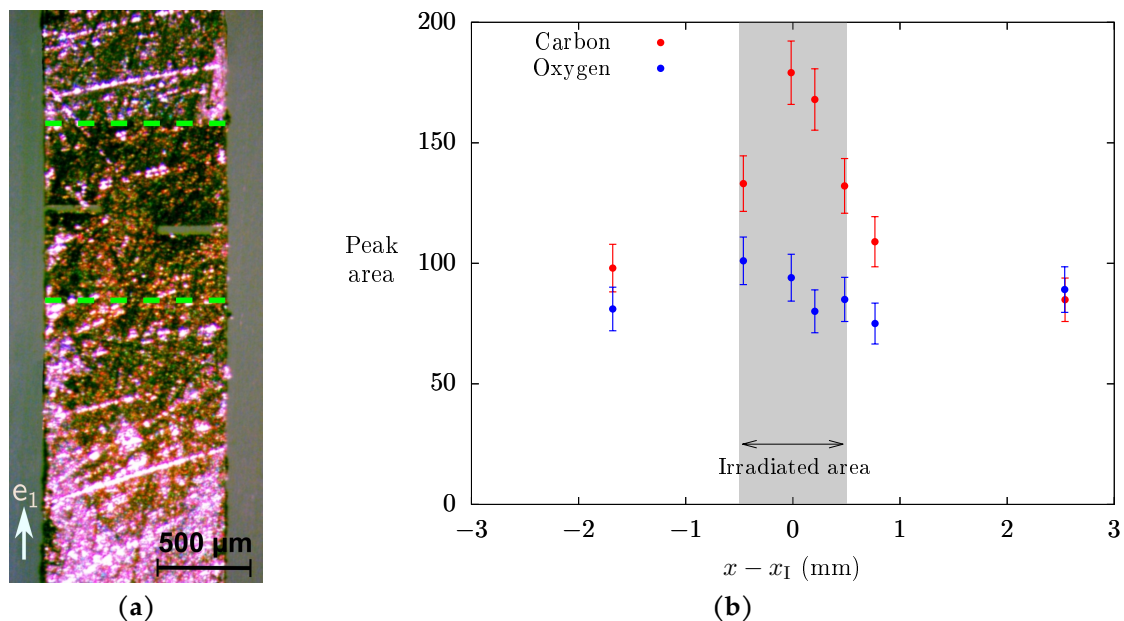 e1
500 μm
(a)
200
150
100
50
0
Peak
area
Carbon
Oxygen
Irradiated area
−3
−2
−1
0
1
2
3
x − xI (mm)
(b)